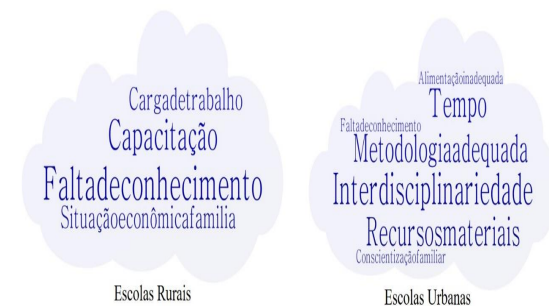 Cargadetrabalho
Capacitação
Faltadeconhecimento
Situaçãoeconômicafamilia
Escolas Rurais
Alimentaçãoinadequada
Tempo
Faltadeconhecimento
Metodologiaadequada
Interdisciplinariedade
Recursosmateriais
Conscientizaçãofamiliar
Escolas Urbanas